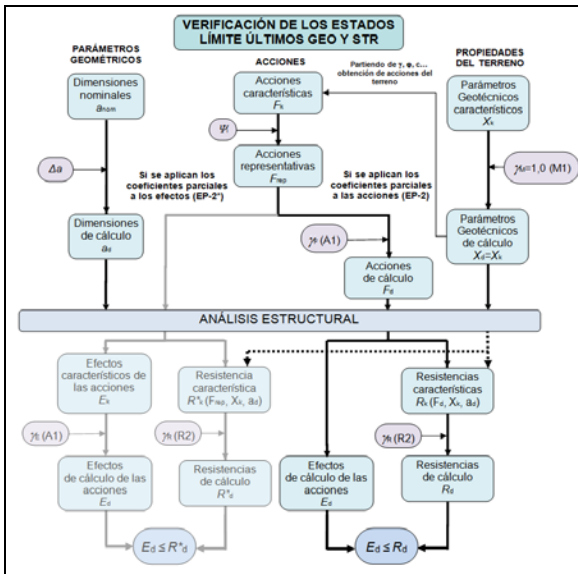 VERIFICACIÓN DE LOS ESTADOS
LÍMITE ÚLTIMOS GEO Y STR
PARÁMETROS
GEOMÉTRICOS
ACCIONES
PROPIEDADES
DEL TERRENO
Dimensiones
nominales
anom
Acciones
características
Fk
Partiendo de γ, φ, c...
obtención de acciones del
terreno
Parámetros
Geotécnicos
característicos
Xk
Ψi
Δa
Acciones
representativas
Frep
γM=1,0 (M1)
Si se aplican los
coeficientes parciales
a los efectos (EP-2*)
Si se aplican los
coeficientes parciales
a las acciones (EP-2)
Dimensiones
de cálculo
ad
Parámetros
Geotécnicos
de cálculo
Xd=Xk
(A1)
Acciones
de cálculo
Fd
ANÁLISIS ESTRUCTURAL
Efectos
característicos de
las acciones
Ek
Resistencia
característica
R*k (Frep, Xk, ad)
Resistencias
características
Rk (Fd, Xk, ad)
γE (A1)
γR (R2)
γR (R2)
Efectos
de cálculo de las
acciones
Ed
Resistencias
de cálculo
R*d
Efectos
de cálculo de las
acciones
Ed
Resistencias de
cálculo
Rd
Ed ≤ R*d
Ed ≤ Rd